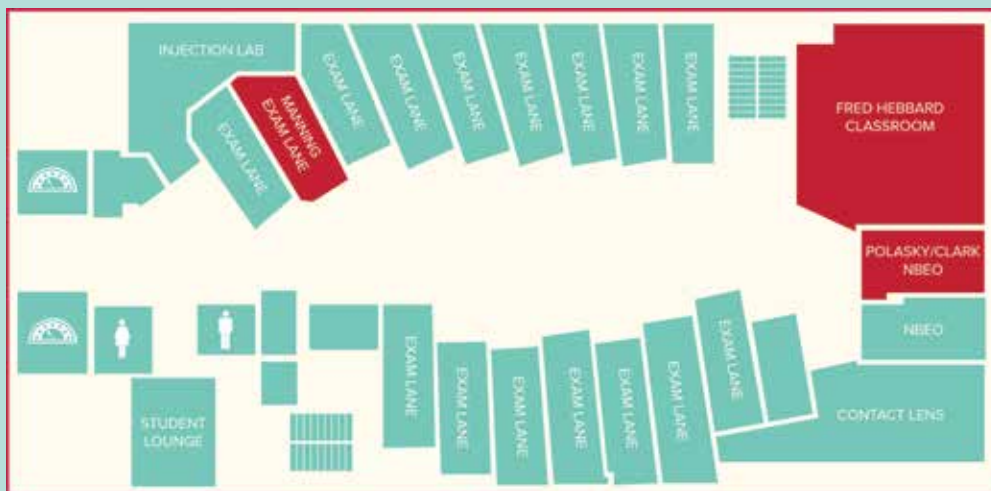 INJECTION LAB
EXAM LANE
MANNING
EXAM LANE
EXAM LANE
EXAM LANE
EXAM LANE
EXAM LANE
EXAM LANE
EXAM LANE
EXAM LANE
FRED HEBBARD
CLASSROOM
POLASKY/CLARK
NBEO
NBEO
EXAM LANE
EXAM LANE
EXAM LANE
EXAM LANE
EXAM LANE
EXAM LANE
EXAM LANE
CONTACT LENS
STUDENT
LOUNGE